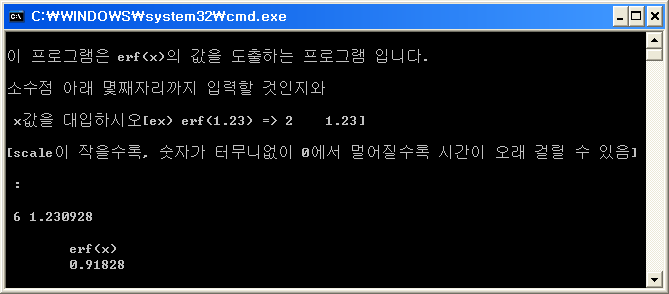 C:\WINDOWS\system32\cmd.exe
이 프로그램은 erf(x)의 값을 도출하는 프로그램 입니다.
소수점 아래 몇째자리까지 입력할 것인지와
x값을 대입하시오[ex) erf(1.23) => 2    1.23]
[scale이 작을수록, 숫자가 터무니없이 0에서 멀어질수록 시간이 오래 걸릴 수 있음]
:
6 1.230928
erf(x)
0.91828